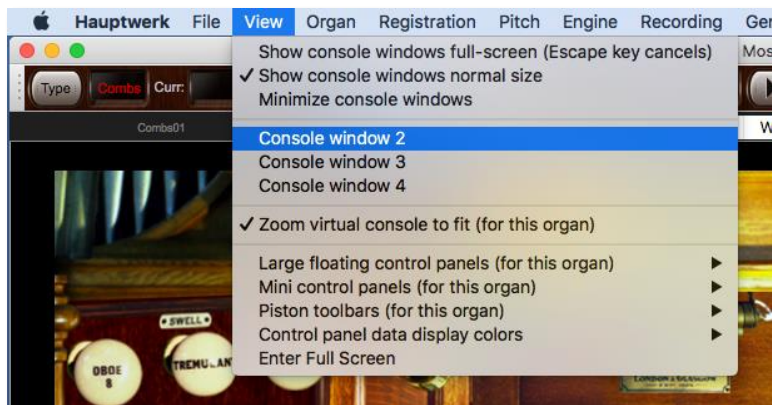 Hauptwerk File View Organ Registration Pitch Engine Recording Gen
Mos
Type Combs Curr:
Combs01
W
Show console windows full-screen (Escape key cancels)
✓ Show console windows normal size
Minimize console windows
Console window 2
Console window 3
Console window 4
✓ Zoom virtual console to fit (for this organ)
Large floating control panels (for this organ) ▶
Mini control panels (for this organ) ▶
Piston toolbars (for this organ) ▶
Control panel data display colors ▶
Enter Full Screen
SWELL
OBOE
8
TREMULANT
LONDON & GLASGOW